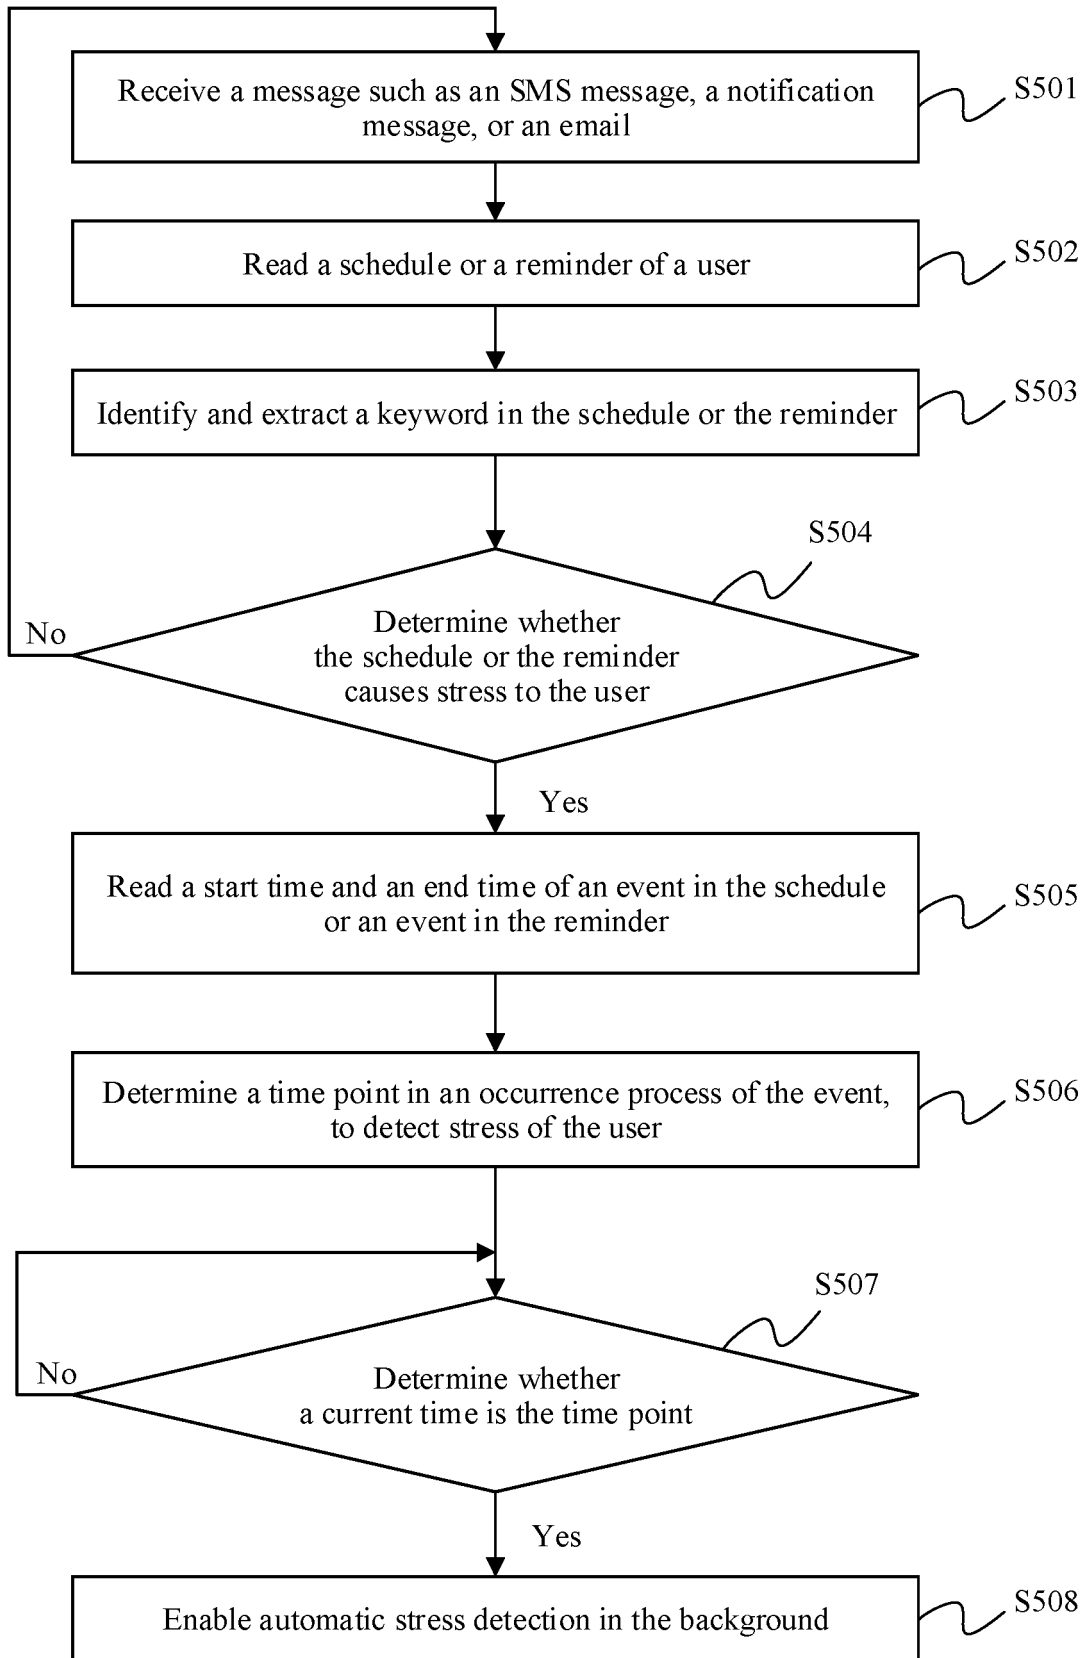 Receive a message such as an SMS message, a notification
message, or an email
S501
Read a schedule or a reminder of a user
S502
Identify and extract a keyword in the schedule or the reminder
S503
S504
Determine whether
the schedule or the reminder
causes stress to the user
No
Yes
Read a start time and an end time of an event in the schedule
or an event in the reminder
S505
Determine a time point in an occurrence process of the event,
to detect stress of the user
S506
S507
Determine whether
a current time is the time point
No
Yes
Enable automatic stress detection in the background
S508